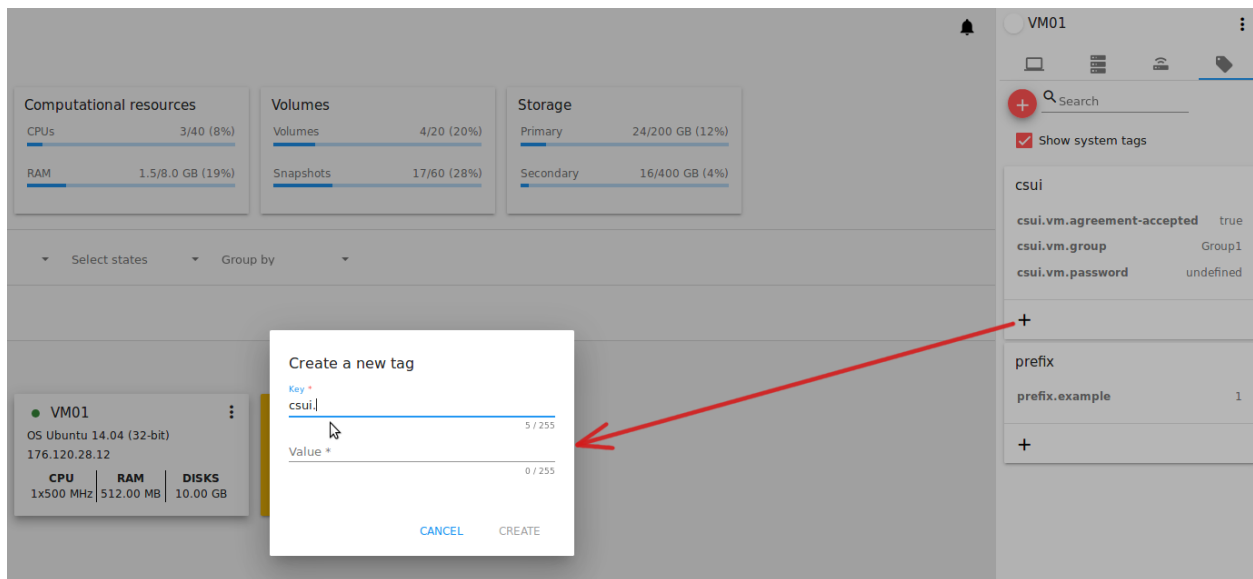 VM01
Computational resources
CPUs 3/40 (8%)
RAM 1.5/8.0 GB (19%)
Volumes
Volumes 4/20 (20%)
Snapshots 17/60 (28%)
Storage
Primary 24/200 GB (12%)
Secondary 16/400 GB (4%)
Search
Show system tags
csui
csui.vm.agreement-accepted true
csui.vm.group Group1
csui.vm.password undefined
+
prefix
prefix.example 1
+
Select states Group by
Create a new tag
Key *
csui.
5 / 255
Value *
0 / 255
CANCEL CREATE
VM01
OS Ubuntu 14.04 (32-bit)
176.120.28.12
CPU RAM DISKS
1x500 MHz 512.00 MB 10.00 GB